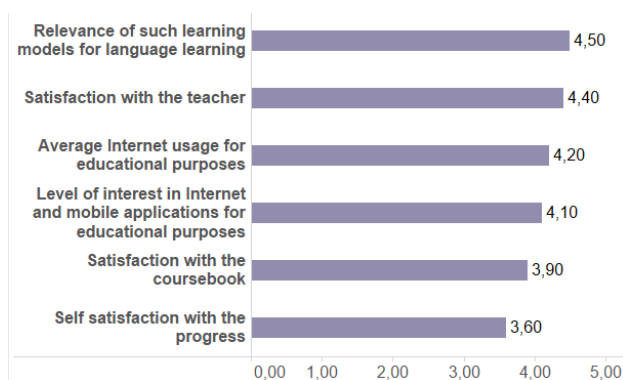 Relevance of such learning
models for language learning
4,50
Satisfaction with the teacher
4,40
Average Internet usage for
educational purposes
4,20
Level of interest in Internet
and mobile applications for
educational purposes
4,10
Satisfaction with the
coursebook
3,90
Self satisfaction with the
progress
3,60
0,00 1,00 2,00 3,00 4,00 5,00